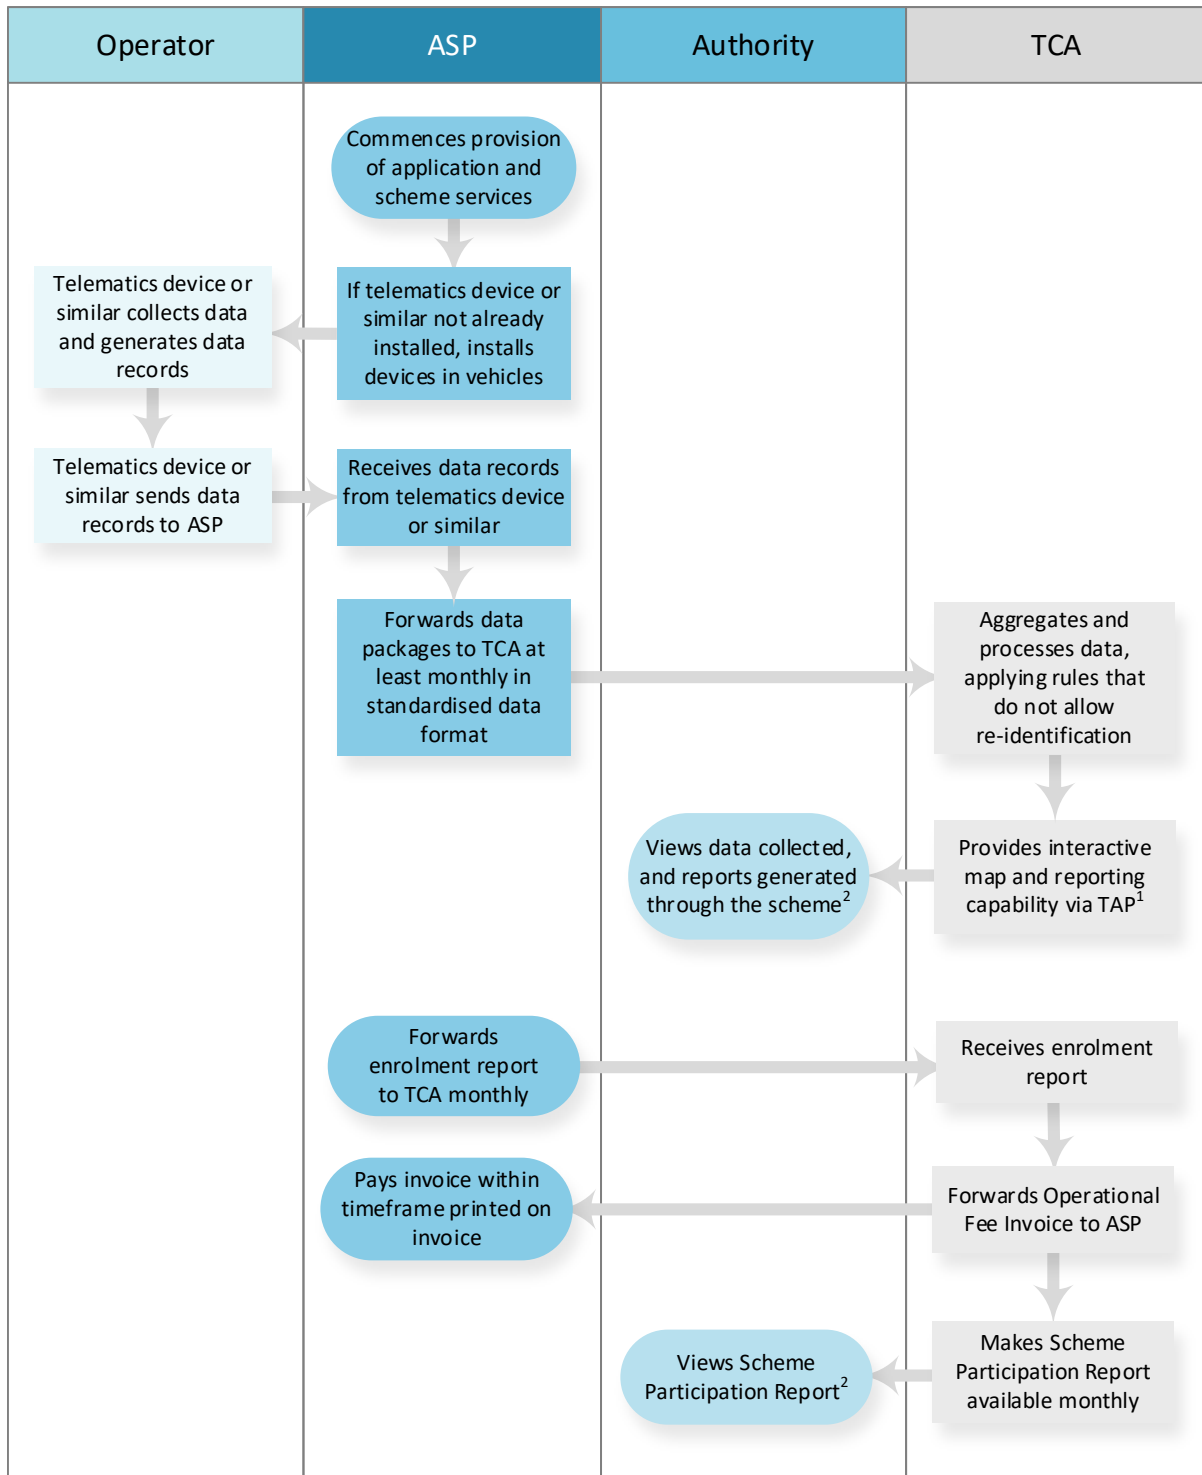 Operator
ASP
Authority
TCA
Commences provision
of application and
scheme services
Telematics device or
similar collects data
and generates data
records
If telematics device or
similar not already
installed, installs
devices in vehicles
Telematics device or
similar sends data
records to ASP
Receives data records
from telematics device
or similar
Forwards data
packages to TCA at
least monthly in
standardised data
format
Aggregates and
processes data,
applying rules that
do not allow
re-identification
Views data collected,
and reports generated
through the scheme²
Provides interactive
map and reporting
capability via TAP¹
Forwards
enrolment report
to TCA monthly
Receives enrolment
report
Pays invoice within
timeframe printed on
invoice
Forwards Operational
Fee Invoice to ASP
Views Scheme
Participation Report²
Makes Scheme
Participation Report
available monthly